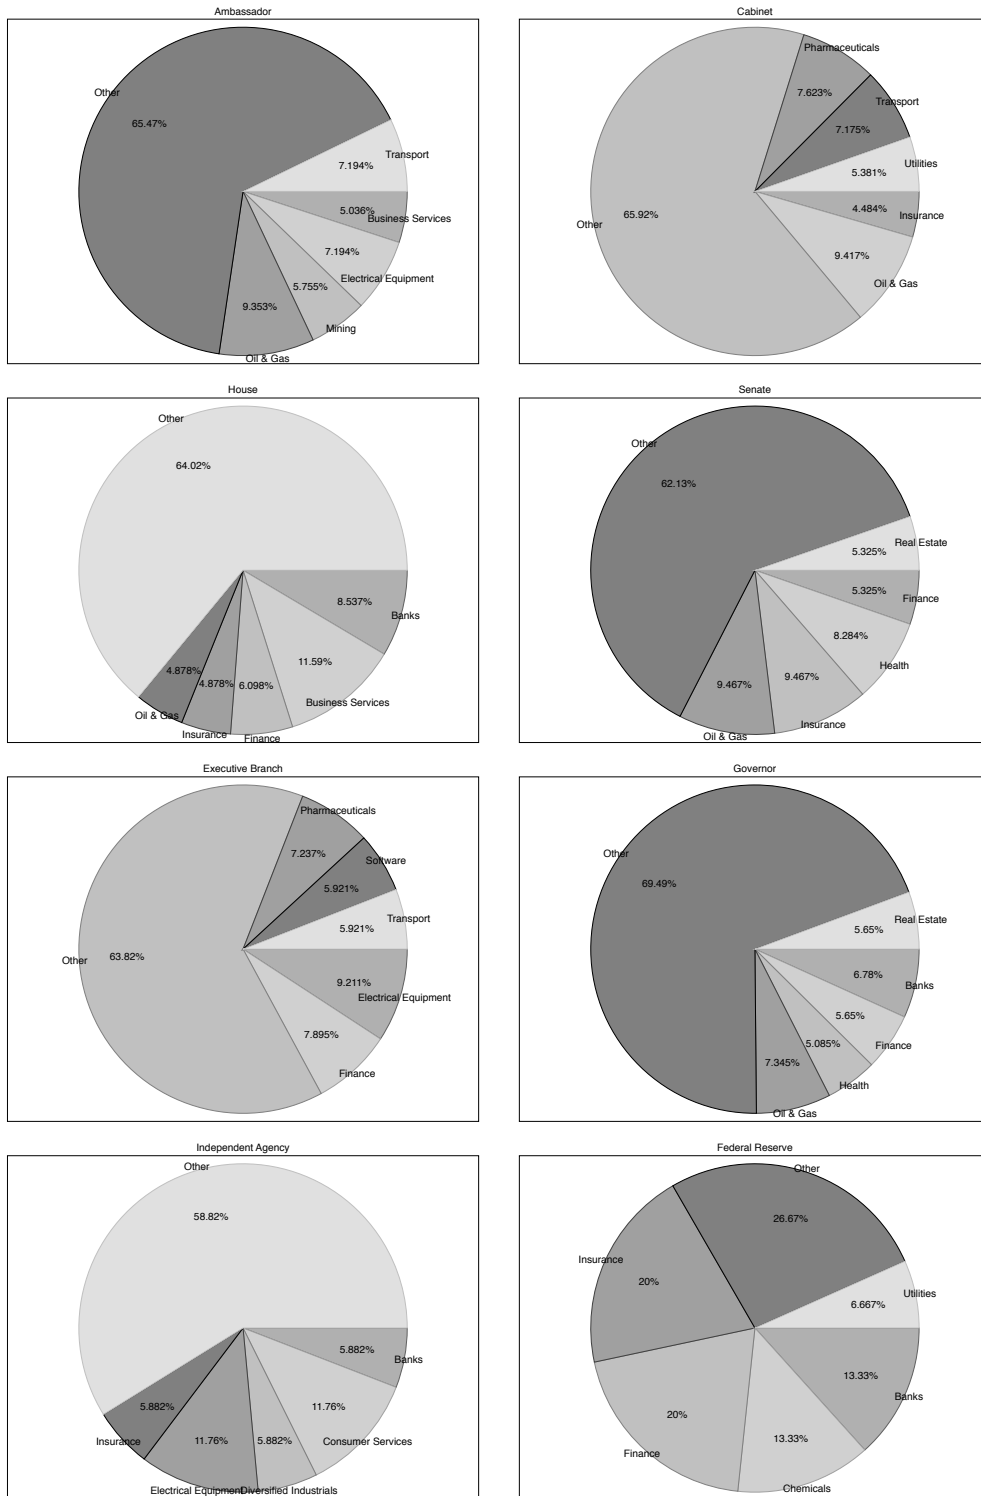 Ambassador
Other
65.47%
Transport
7.194%
5.036%
Business Services
7.194%
Electrical Equipment
5.755%
Mining
9.353%
Oil & Gas
Cabinet
Pharmaceuticals
7.623%
Transport
7.175%
Utilities
5.381%
4.484%
Insurance
65.92%
Other
9.417%
Oil & Gas
House
Other
64.02%
8.537%
Banks
11.59%
Business Services
4.878%
4.878%
6.098%
Oil & Gas
Insurance
Finance
Senate
Other
62.13%
Real Estate
5.325%
5.325%
Finance
8.284%
Health
9.467%
9.467%
Insurance
Oil & Gas
Executive Branch
Pharmaceuticals
7.237%
Software
5.921%
Transport
5.921%
63.82%
Other
9.211%
Electrical Equipment
7.895%
Finance
Governor
Other
69.49%
Real Estate
5.65%
6.78%
Banks
5.65%
Finance
5.085%
7.345%
Health
Oil & Gas
Independent Agency
Other
58.82%
5.882%
Banks
11.76%
Consumer Services
5.882%
11.76%
5.882%
Insurance
Electrical Equipment
Diversified Industrials
Federal Reserve
Other
26.67%
Insurance
20%
Utilities
6.667%
13.33%
Banks
20%
13.33%
Finance
Chemicals